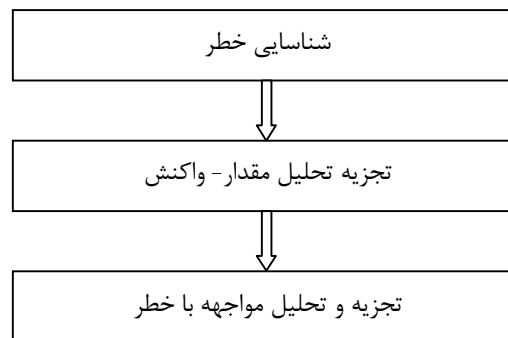 شناسایی خطر
تجزیه تحلیل مقدار- واکنش
تجزیه و تحلیل مواجهه با خطر